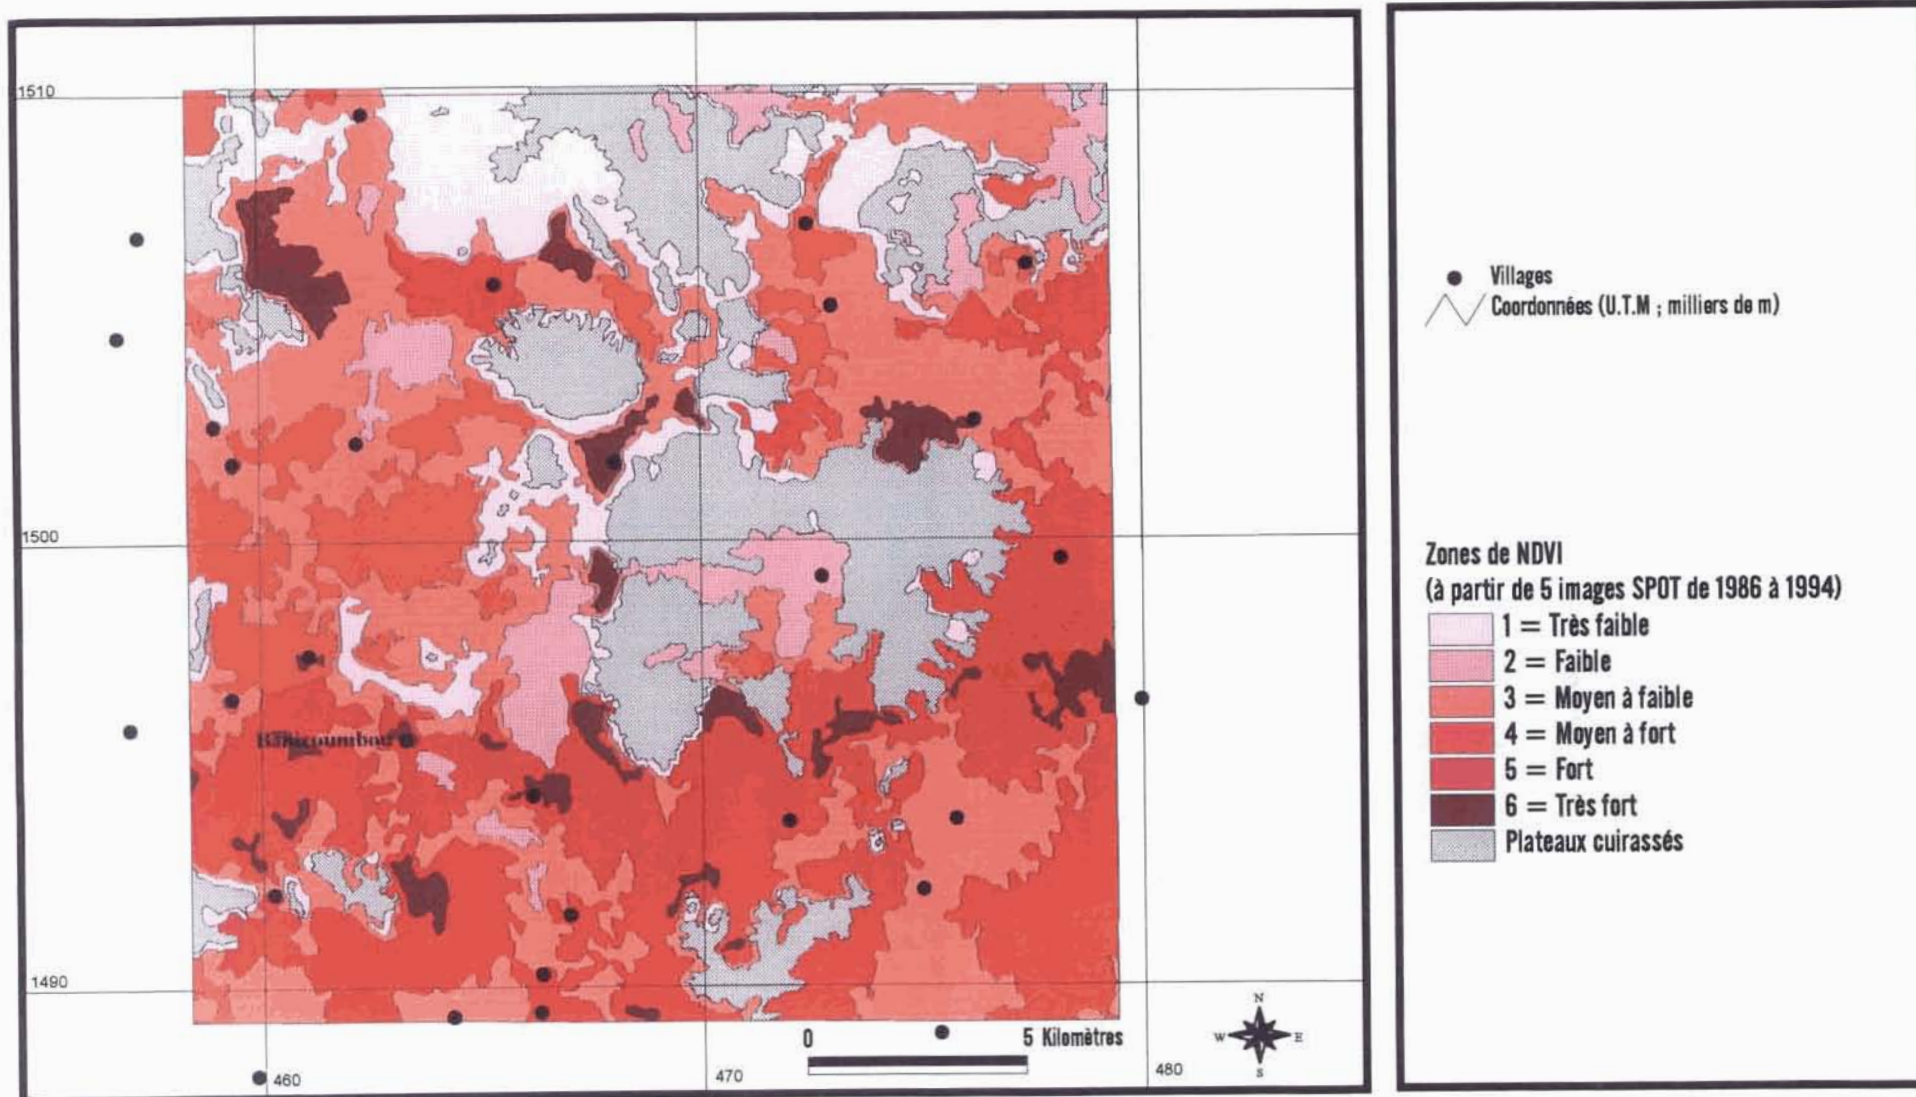 1510
1500
1490
460
470
480
Banizoumbou
0 5 Kilomètres
N
W E
S
Villages
Coordonnées (U.T.M ; milliers de m)
Zones de NDVI
(à partir de 5 images SPOT de 1986 à 1994)
1 = Très faible
2 = Faible
3 = Moyen à faible
4 = Moyen à fort
5 = Fort
6 = Très fort
Plateaux cuirassés